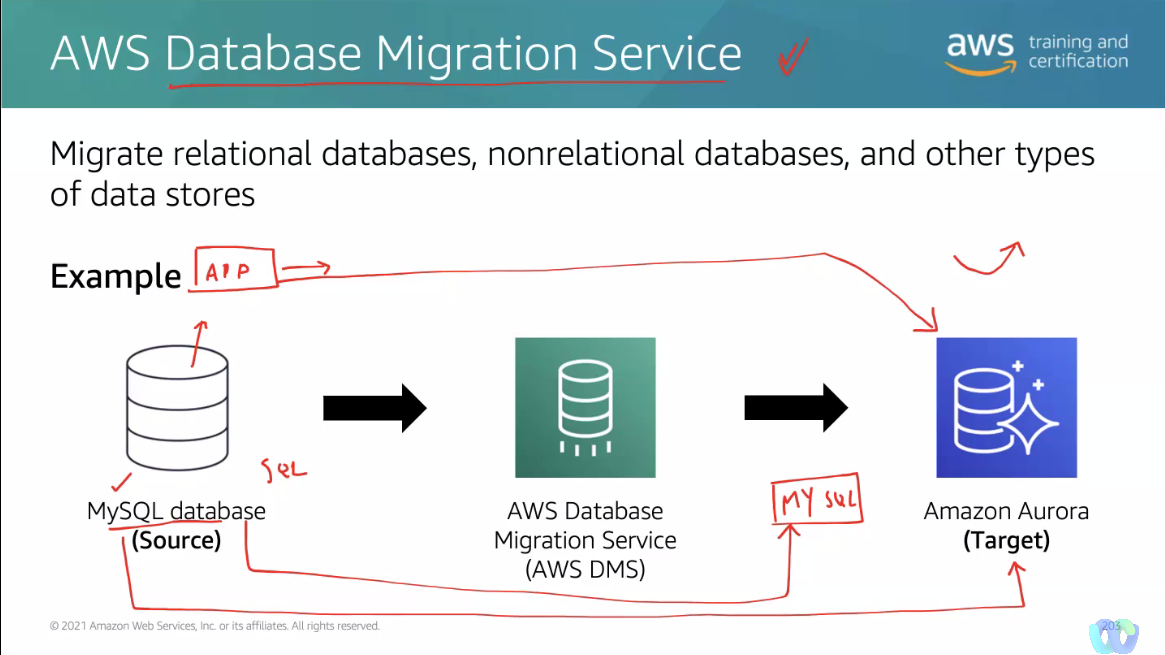 AWS Database Migration Service
aws training and
certification
Migrate relational databases, nonrelational databases, and other types
of data stores
Example
APP
SQL
MY SQL
MySQL database
(Source)
AWS Database
Migration Service
(AWS DMS)
Amazon Aurora
(Target)
© 2021 Amazon Web Services, Inc. or its affiliates. All rights reserved.
203